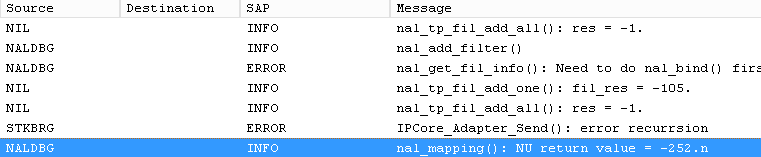 Source Destination SAP Message
NIL INFO nal_tp_fil_add_all(): res = -1.
NALDBG INFO nal_add_filter()
NALDBG ERROR nal_get_fil_info(): Need to do nal_bind() firs
NIL INFO nal_tp_fil_add_one(): fil_res = -105.
NIL INFO nal_tp_fil_add_all(): res = -1.
STKBRG ERROR IPCore_Adapter_Send(): error recurrsion
NALDBG INFO nal_mapping(): NU return value = -252.n